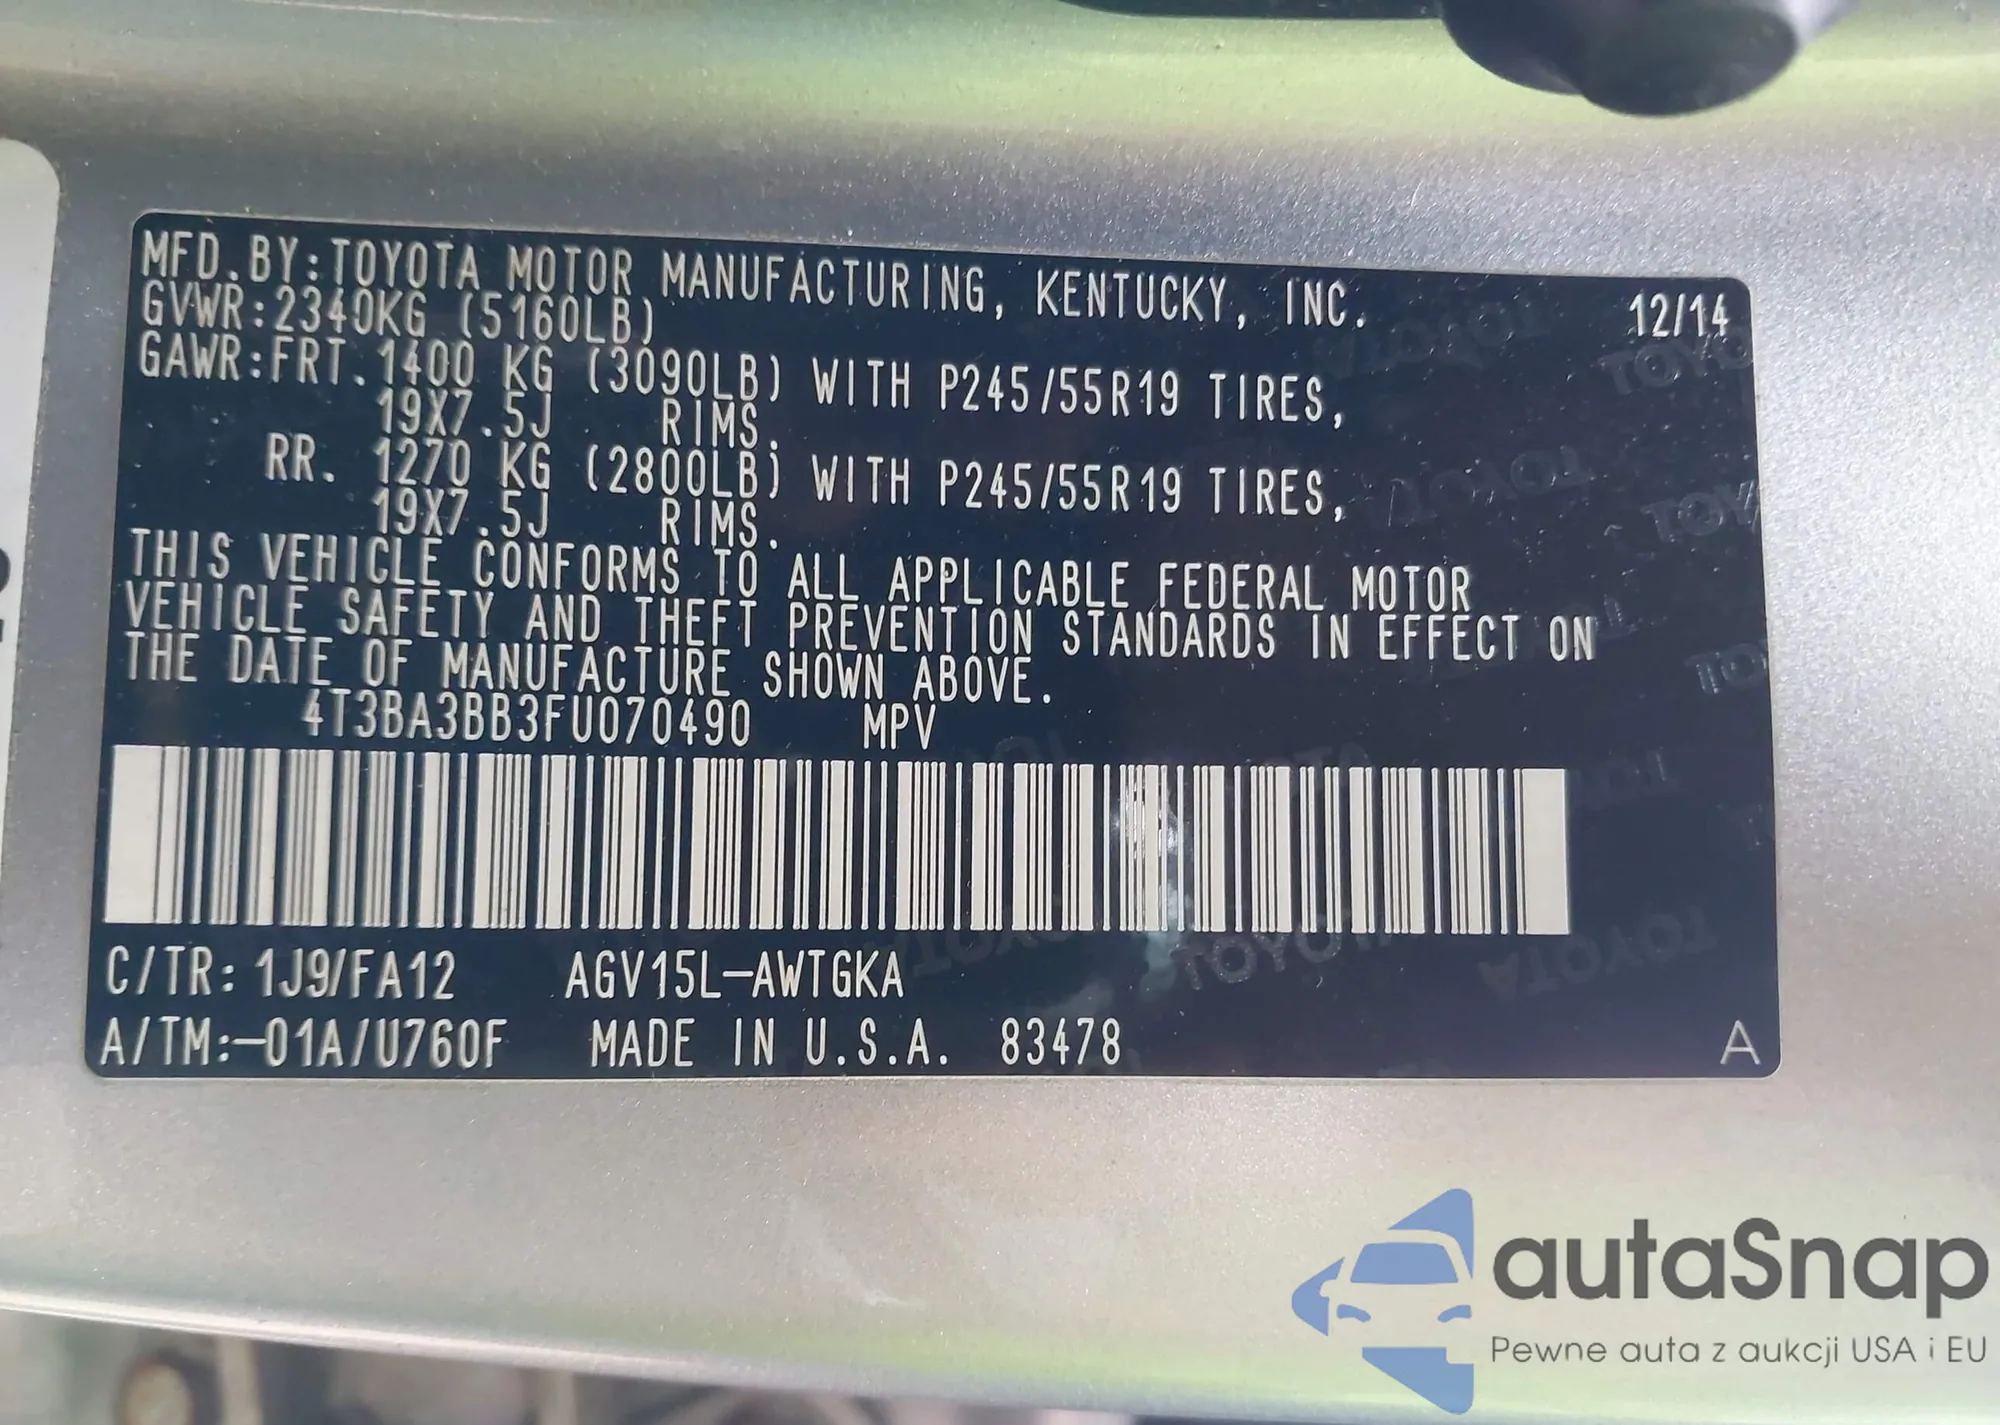 MFD.BY:TOYOTA MOTOR MANUFACTURING, KENTUCKY, INC. 12/14
GVWR:2340KG (5160LB)
GAWR:FRT.1400 KG (3090LB) WITH P245/55R19 TIRES,
19X7.5J RIMS.
RR. 1270 KG (2800LB) WITH P245/55R19 TIRES,
19X7.5J RIMS.
THIS VEHICLE CONFORMS TO ALL APPLICABLE FEDERAL MOTOR
VEHICLE SAFETY AND THEFT PREVENTION STANDARDS IN EFFECT ON
THE DATE OF MANUFACTURE SHOWN ABOVE.
4T3BA3BB3FU070490 MPV
C/TR: 1J9/FA12 AGV15L-AWTGKA
A/TM:-01A/U760F MADE IN U.S.A. 83478 A
autaSnap
Pewne auta z aukcji USA i EU